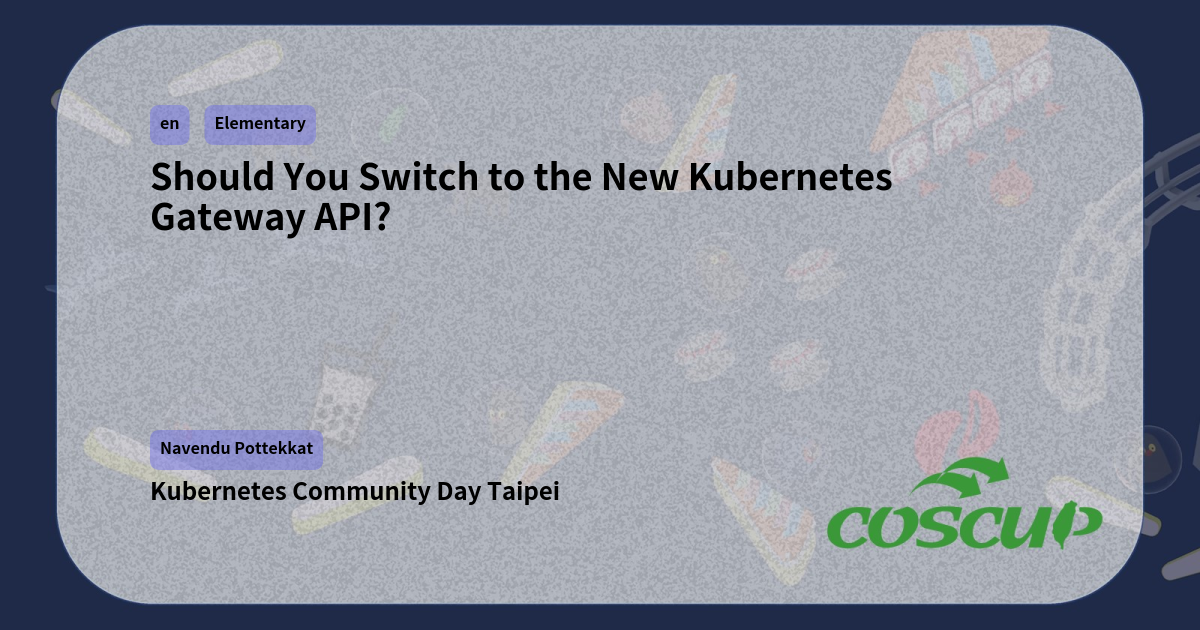 en Elementary
Should You Switch to the New Kubernetes
Gateway API?
Navendu Pottekkat
Kubernetes Community Day Taipei
COSCUP